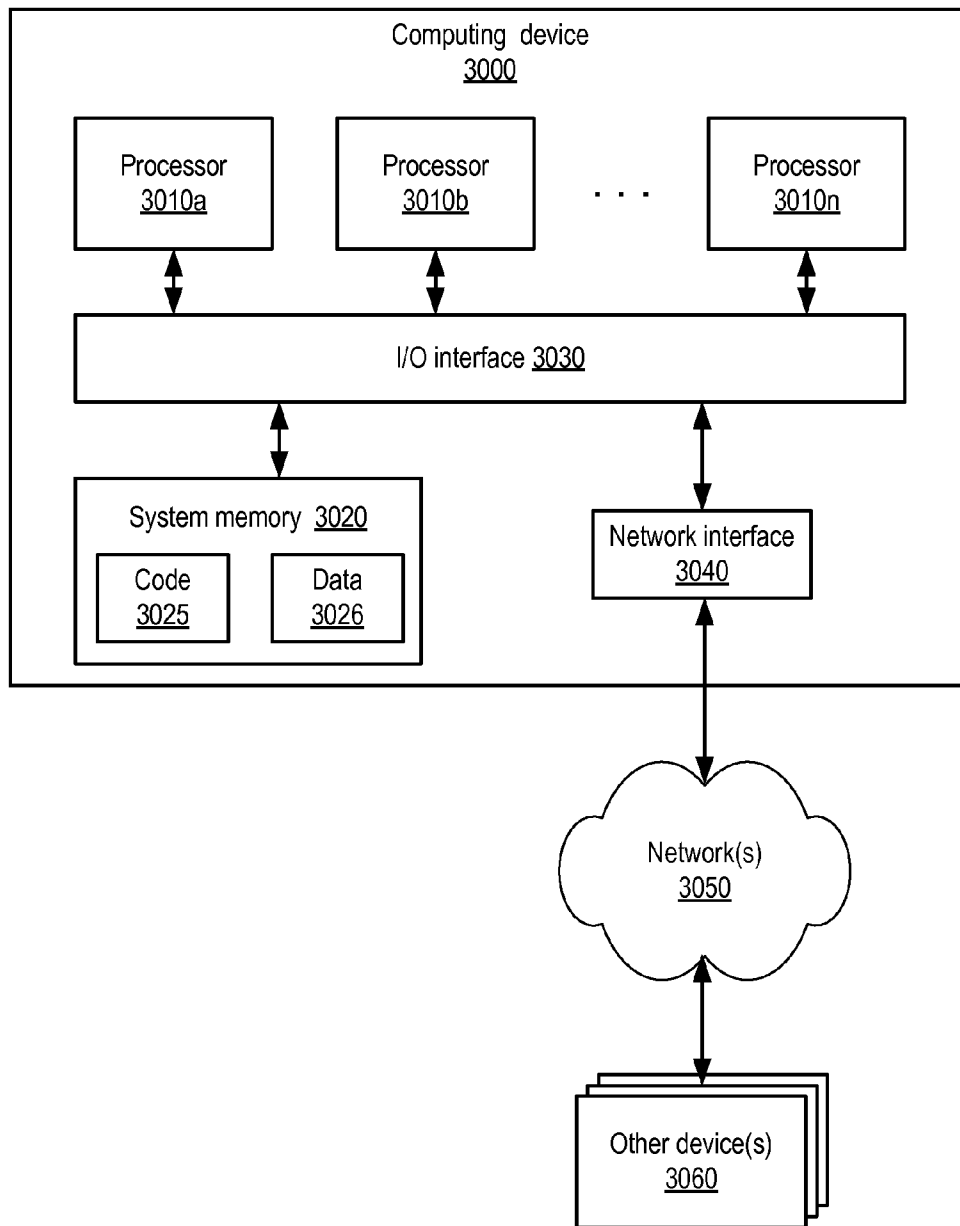 Computing device
3000
Processor
3010a
Processor
3010b
. . .
Processor
3010n
I/O interface 3030
System memory 3020
Code
3025
Data
3026
Network interface
3040
Network(s)
3050
Other device(s)
3060